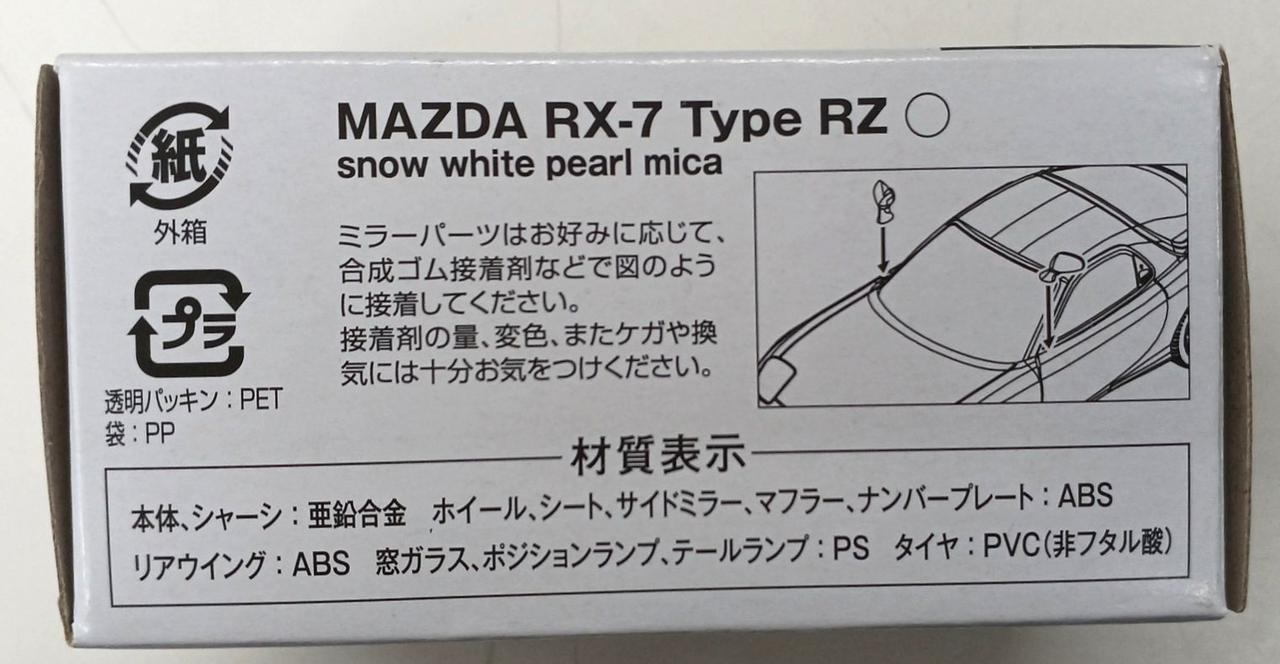 紙
外箱
プラ
透明パッキン：PET
袋：PP
MAZDA RX-7 Type RZ
snow white pearl mica
ミラーパーツはお好みに応じて、
合成ゴム接着剤などで図のよう
に接着してください。
接着剤の量、変色、またケガや換
気には十分お気をつけください。
材質表示
本体、シャーシ：亜鉛合金　ホイール、シート、サイドミラー、マフラー、ナンバープレート：ABS
リアウイング：ABS　窓ガラス、ポジションランプ、テールランプ：PS　タイヤ：PVC（非フタル酸）